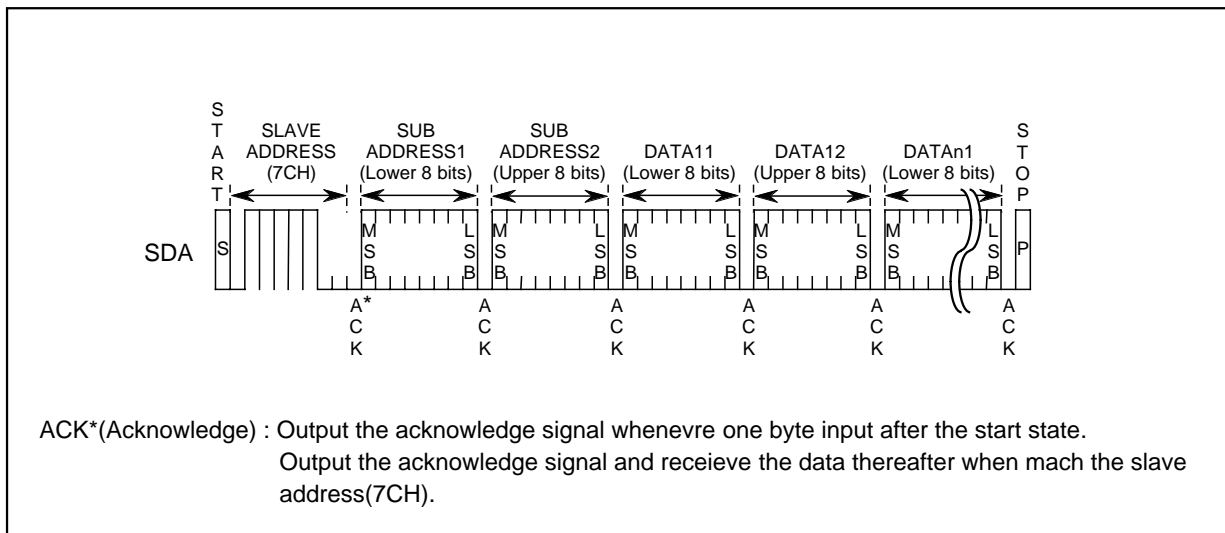 START
SLAVE ADDRESS (7CH)
SUB ADDRESS1 (Lower 8 bits)
SUB ADDRESS2 (Upper 8 bits)
DATA11 (Lower 8 bits)
DATA12 (Upper 8 bits)
DATAn1 (Lower 8 bits)
STOP
SDA
S
MSB
LSB
MSB
LSB
MSB
LSB
MSB
LSB
MSB
LSB
P
ACK*
ACK
ACK
ACK
ACK
ACK
ACK*(Acknowledge) : Output the acknowledge signal whenevre one byte input after the start state.
Output the acknowledge signal and receieve the data thereafter when mach the slave
address(7CH).